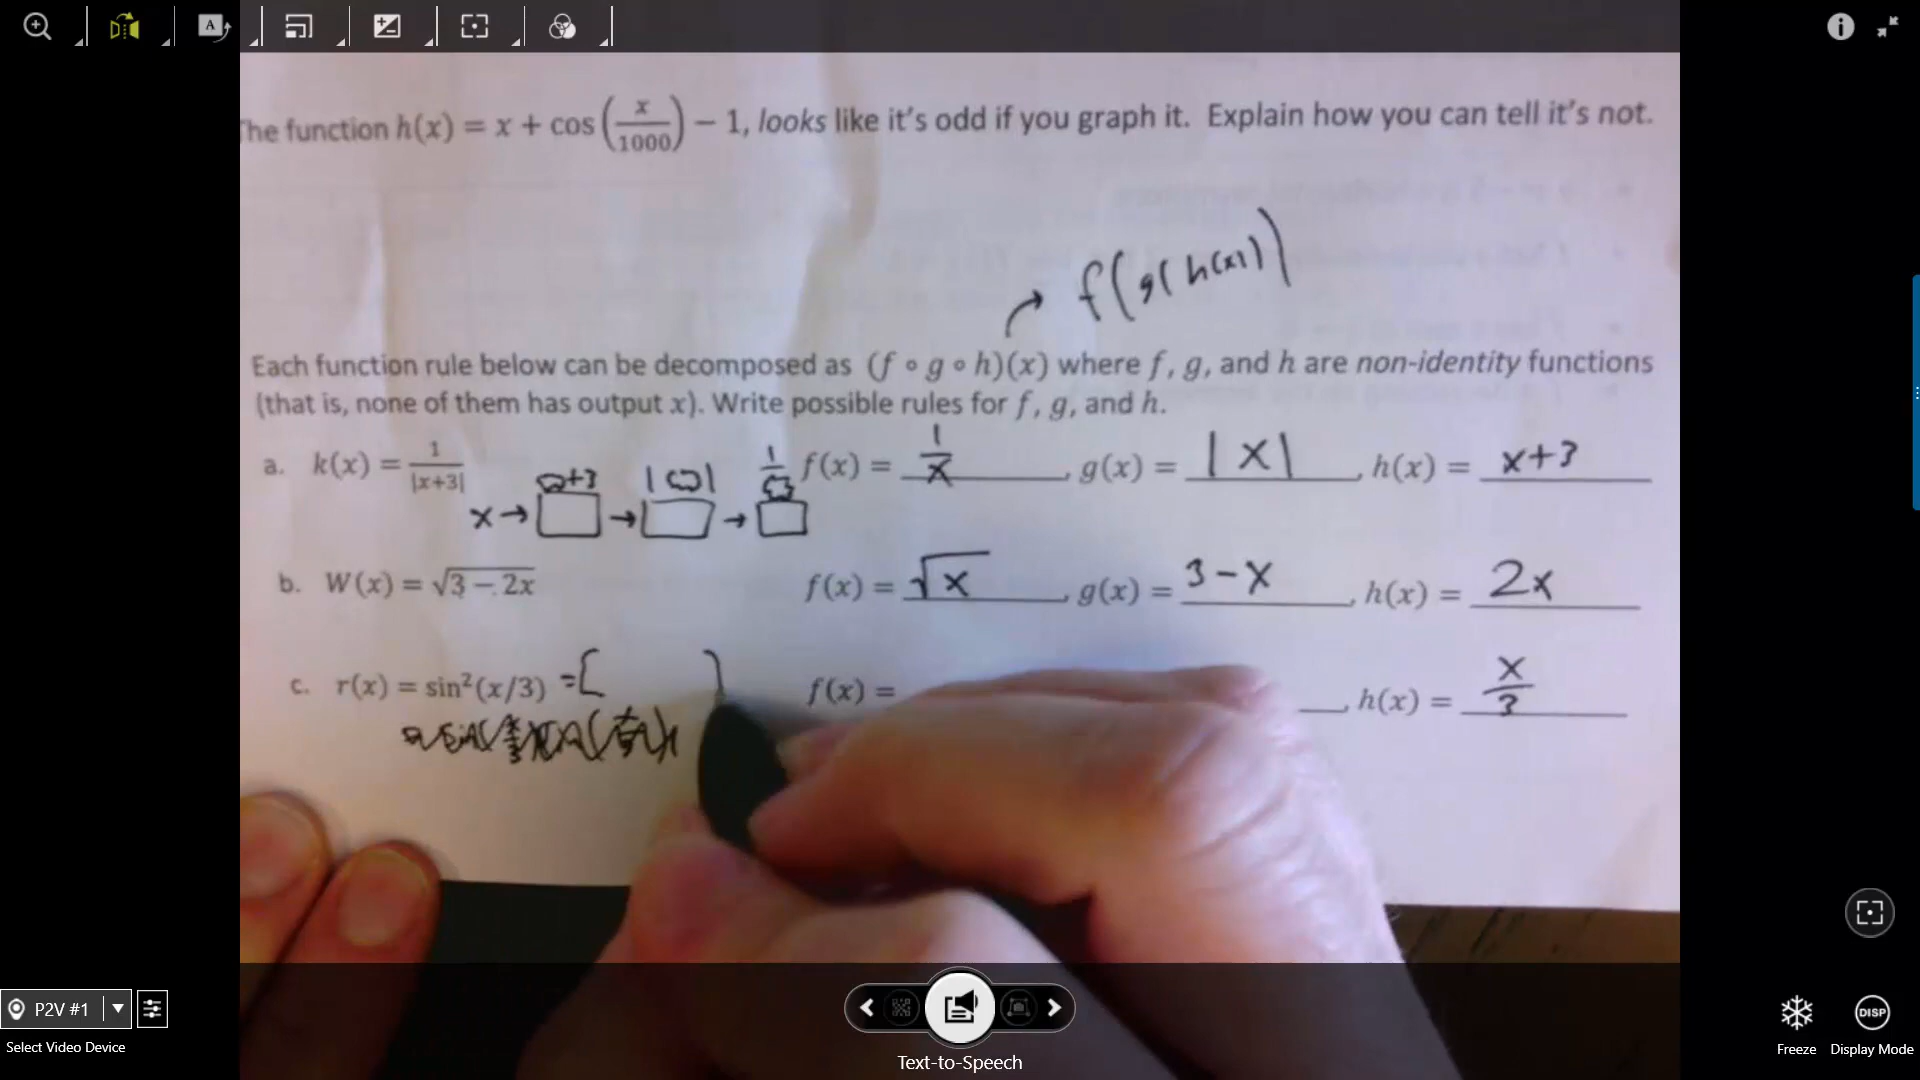 The function h(x) = x + cos(x/1000) − 1, looks like it's odd if you graph it. Explain how you can tell it's not.
f(g(h(x)))
Each function rule below can be decomposed as (f ∘ g ∘ h)(x) where f, g, and h are non-identity functions
(that is, none of them has output x). Write possible rules for f, g, and h.
a. k(x) = 1/|x+3| f(x) = 1/x, g(x) = |x|, h(x) = x+3
x → □+3 → |□| → 1/□
b. W(x) = √(3 − 2x) f(x) = √x, g(x) = 3-x, h(x) = 2x
c. r(x) = sin²(x/3) =[ ] f(x) = , h(x) = x/3
P2V #1
Select Video Device
Text-to-Speech
Freeze
DISP
Display Mode